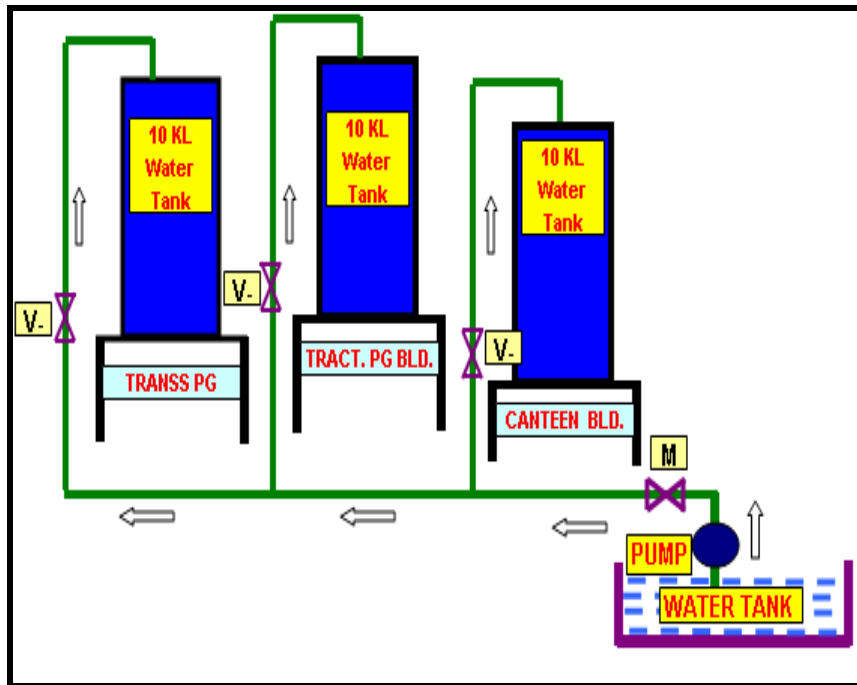 10 KL
Water
Tank
10 KL
Water
Tank
10 KL
Water
Tank
V-
V-
V-
TRANSS PG
TRACT. PG BLD.
CANTEEN BLD.
M
PUMP
WATER TANK